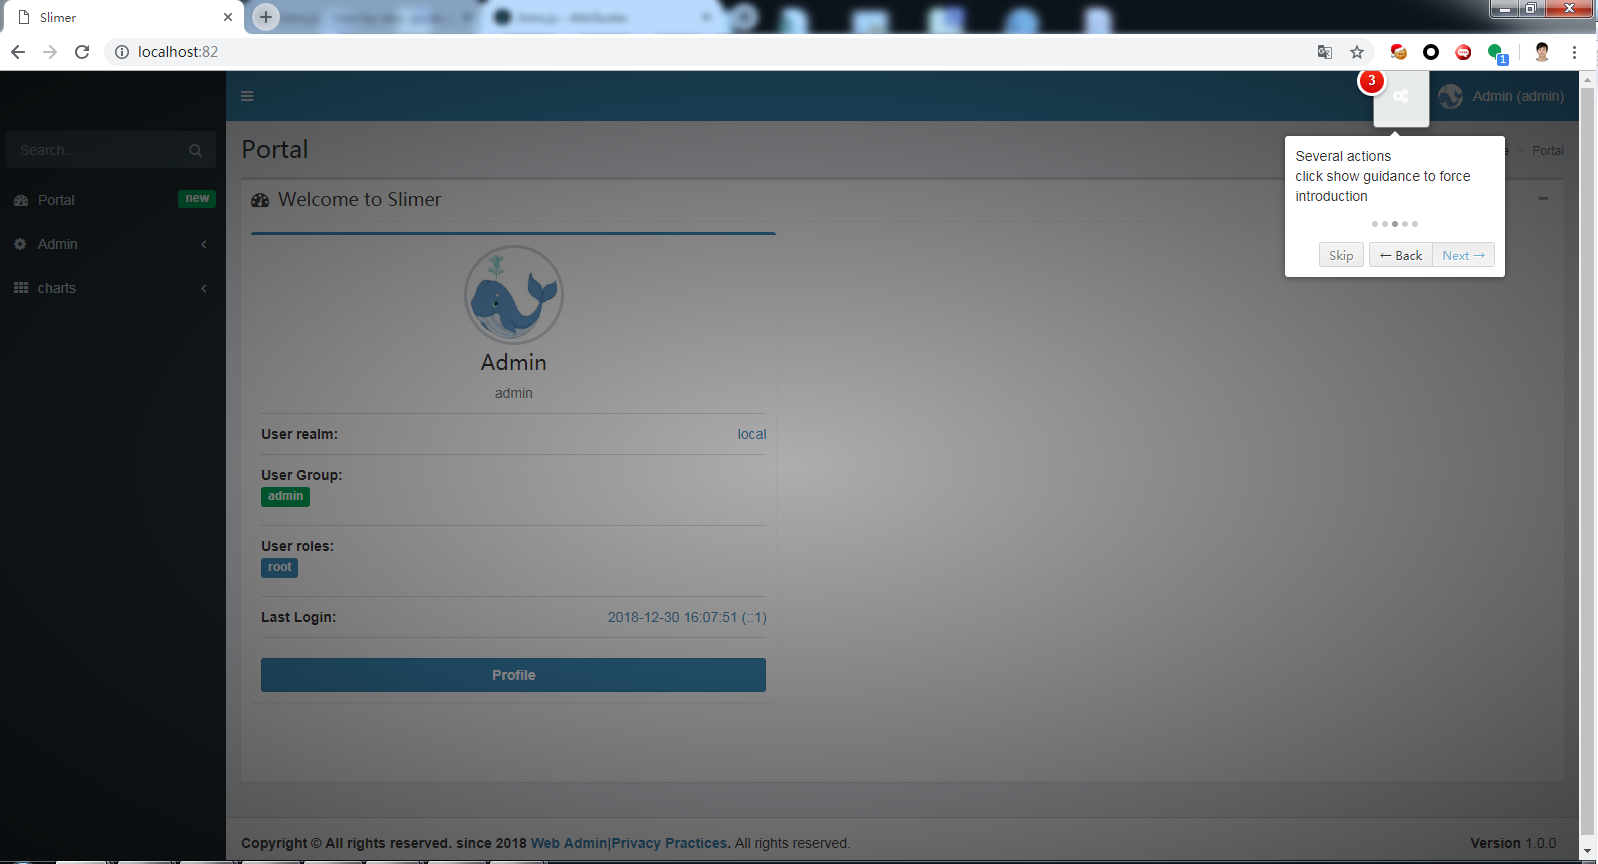 Slimer
localhost:82
1
3
Admin (admin)
Search...
Portal
Portal
Several actions
click show guidance to force
introduction
Skip
← Back
Next →
Portal
new
Admin
charts
Welcome to Slimer
Admin
admin
User realm:
local
User Group:
admin
User roles:
root
Last Login:
2018-12-30 16:07:51 (::1)
Profile
Copyright © All rights reserved. since 2018 Web Admin|Privacy Practices. All rights reserved.
Version 1.0.0